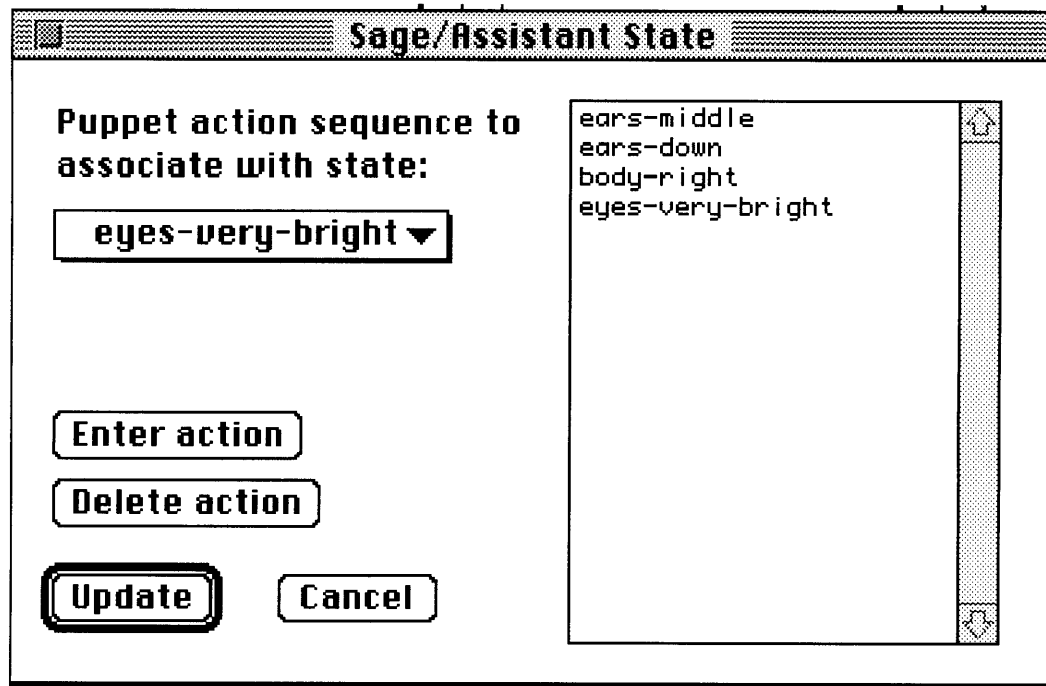 Sage/Assistant State
Puppet action sequence to
associate with state:
eyes-very-bright
Enter action
Delete action
Update
Cancel
ears-middle
ears-down
body-right
eyes-very-bright